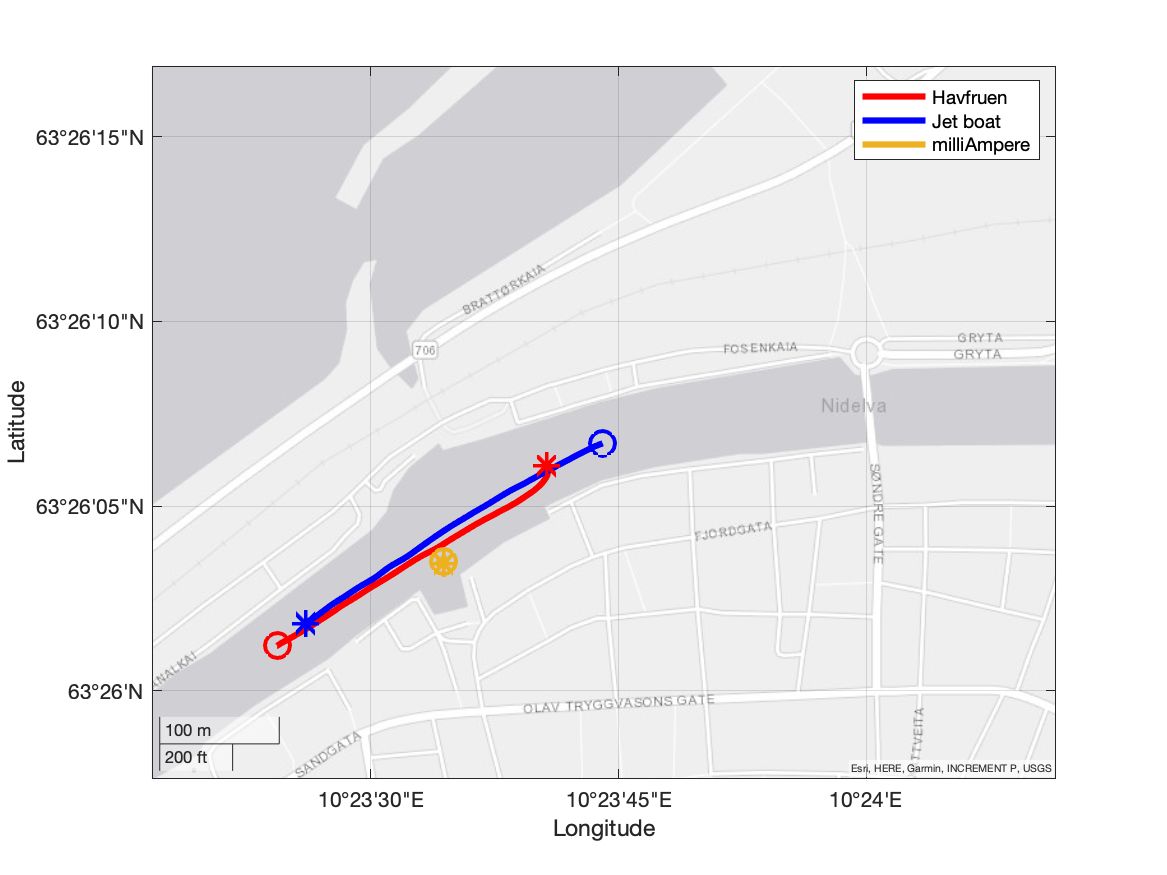 Havfruen
Jet boat
milliAmpere
63°26'15"N
63°26'10"N
63°26'05"N
63°26'N
Latitude
BRATTØRKAIA
706
FOSENKAIA
GRYTA
GRYTA
Nidelva
SØNDRE GATE
FJORDGATA
OLAV TRYGGVASONS GATE
SANDGATA
100 m
200 ft
Esri, HERE, Garmin, INCREMENT P, USGS
10°23'30"E
10°23'45"E
10°24'E
Longitude